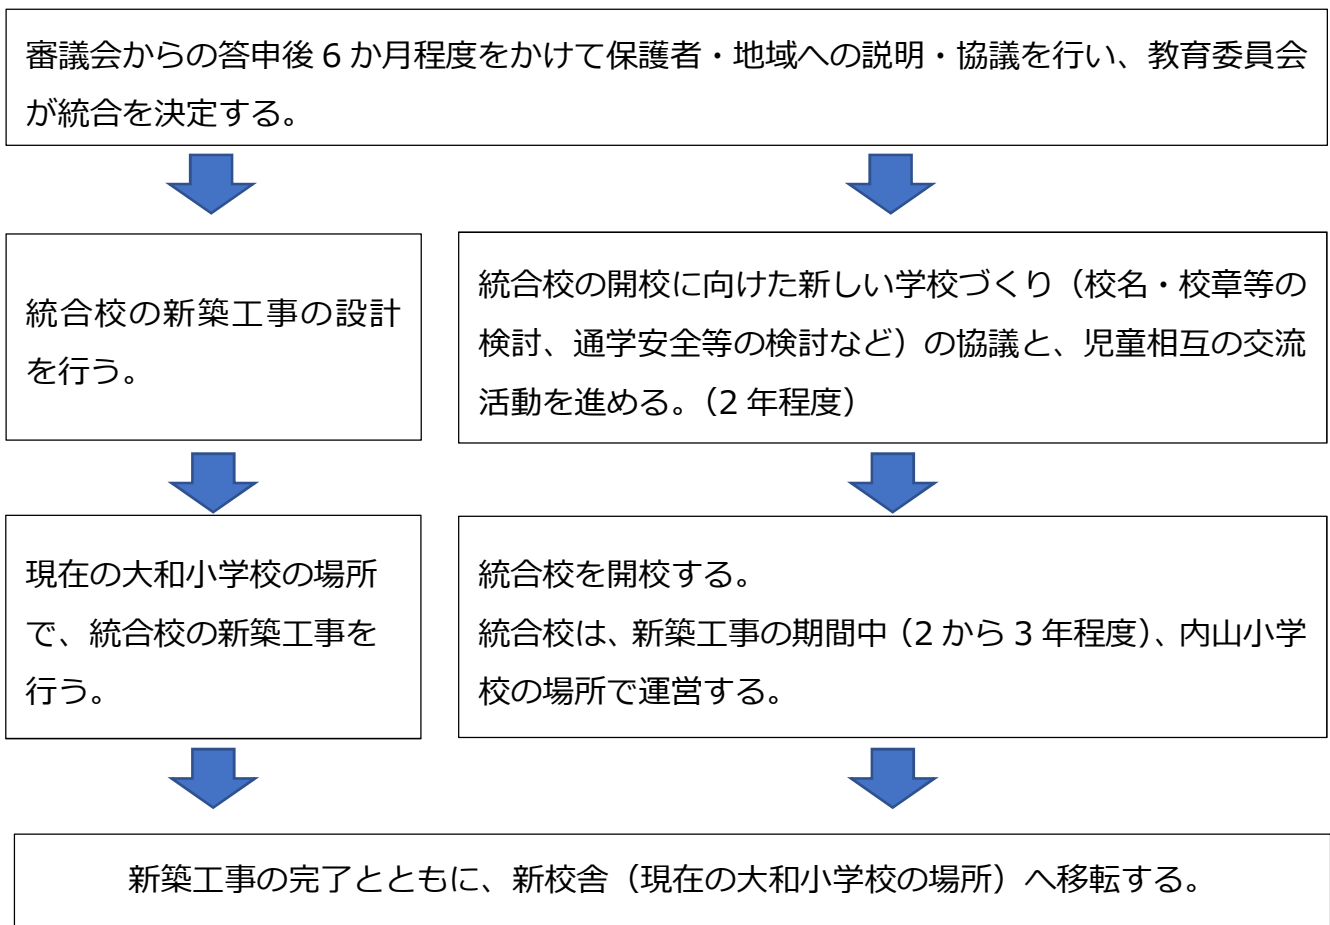 審議会からの答申後６か月程度をかけて保護者・地域への説明・協議を行い、教育委員会
が統合を決定する。
統合校の新築工事の設計
を行う。
統合校の開校に向けた新しい学校づくり（校名・校章等の
検討、通学安全等の検討など）の協議と、児童相互の交流
活動を進める。（2 年程度）
現在の大和小学校の場所
で、統合校の新築工事を
行う。
統合校を開校する。
統合校は、新築工事の期間中（2 から 3 年程度）、内山小学
校の場所で運営する。
新築工事の完了とともに、新校舎（現在の大和小学校の場所）へ移転する。